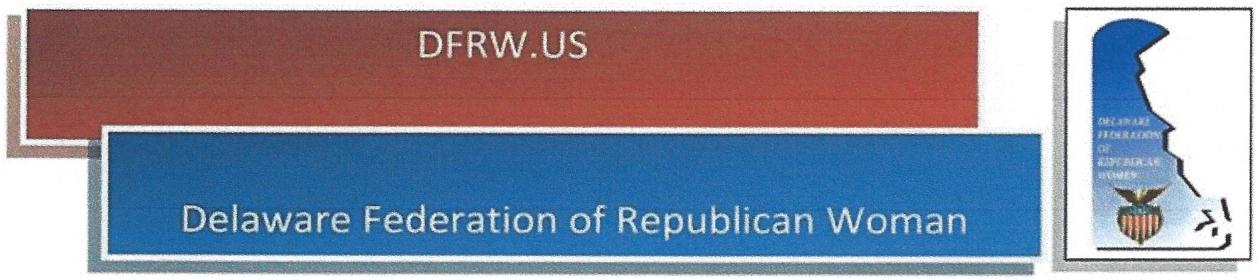 DFRW.US
Delaware Federation of Republican Woman
DELAWARE
FEDERATION
OF
REPUBLICAN
WOMEN